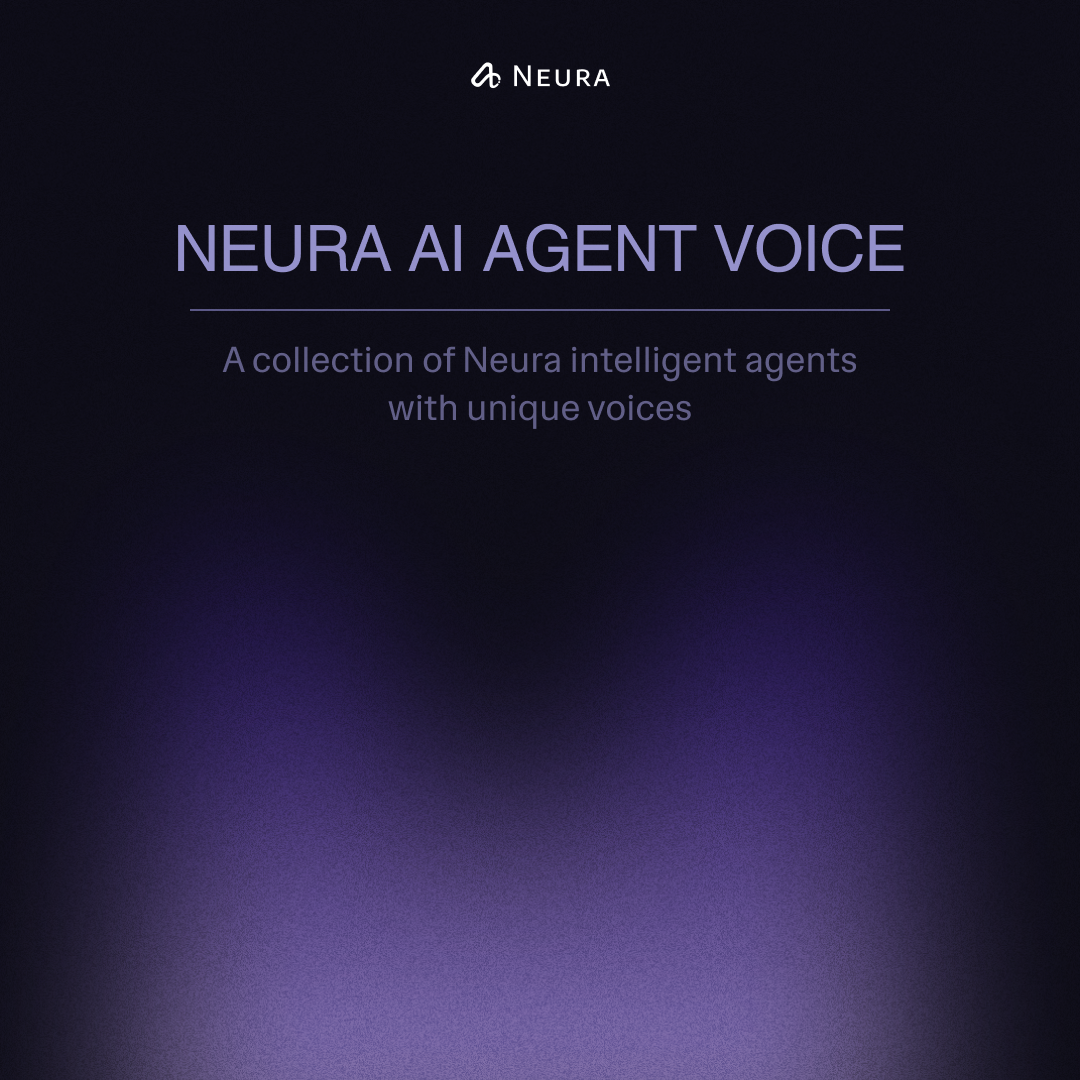 NEURA
NEURA AI AGENT VOICE
A collection of Neura intelligent agents
with unique voices